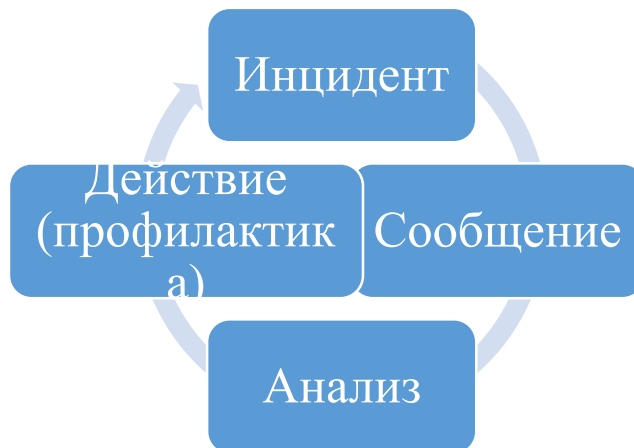 Инцидент
Действие
(профилактик
а)
Сообщение
Анализ